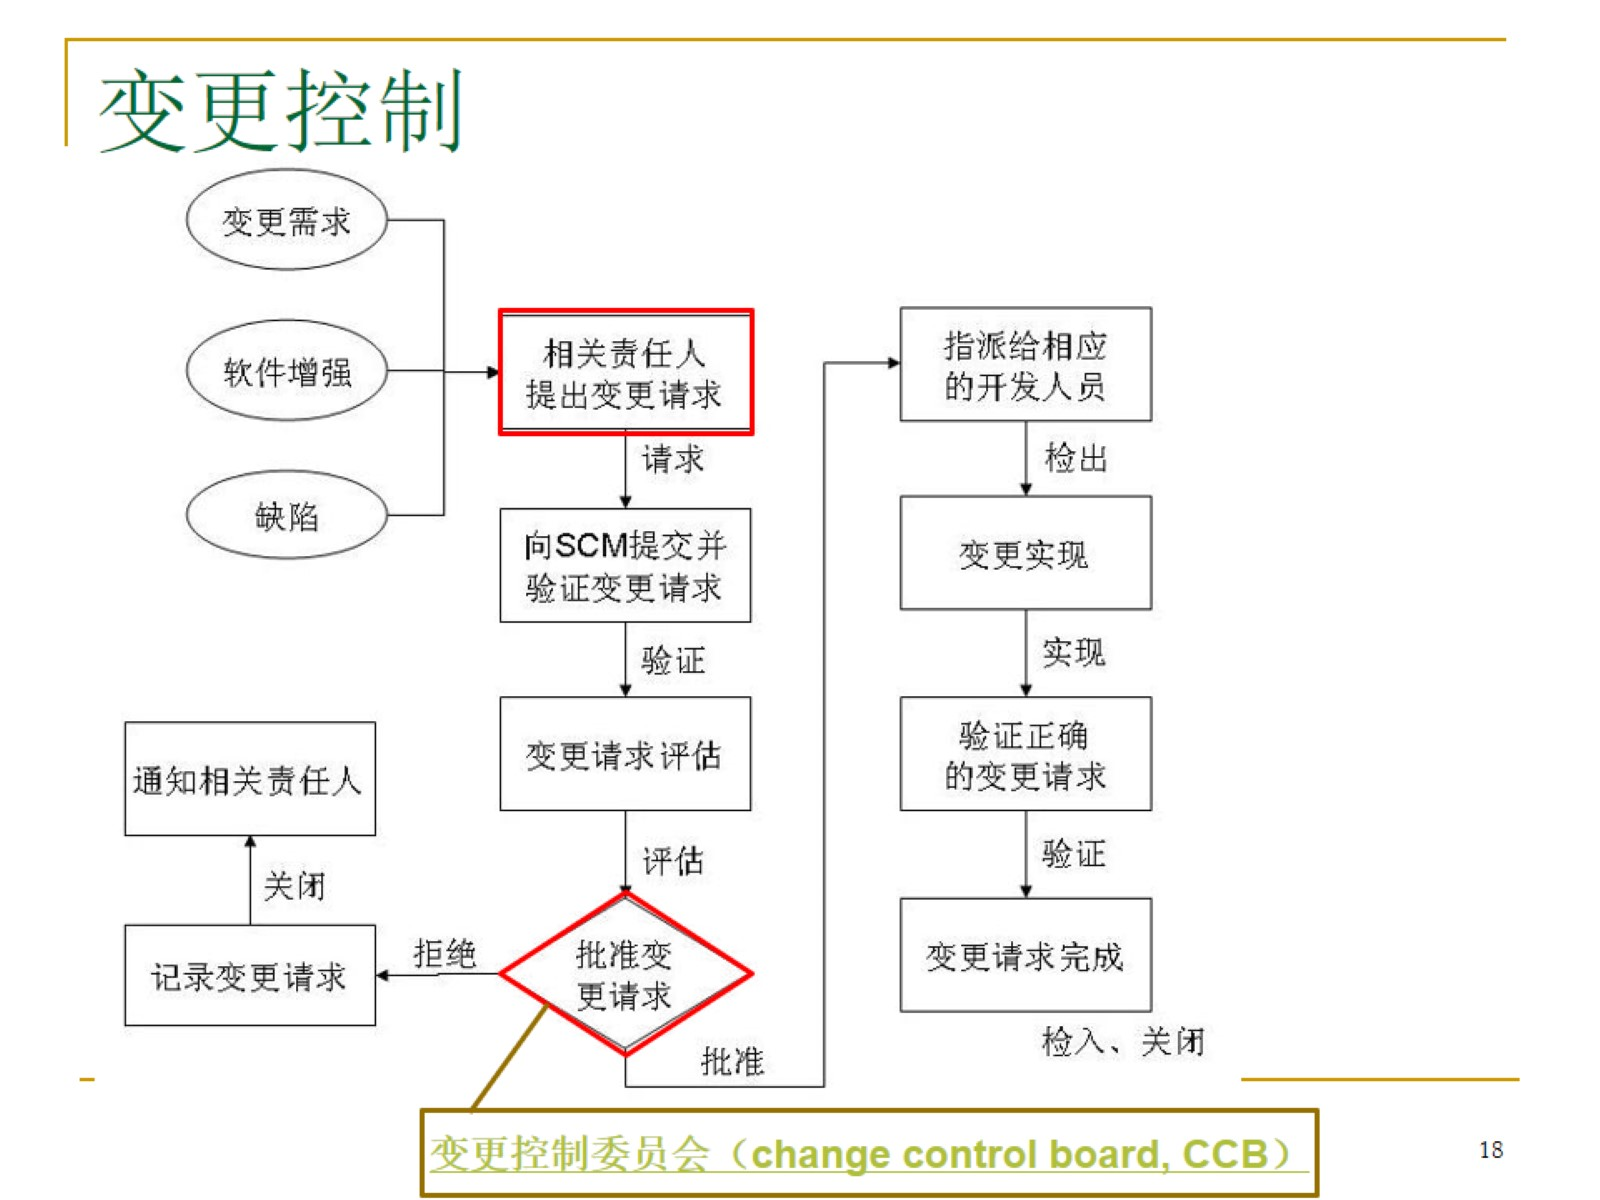 变更控制
变更需求
软件增强
缺陷
相关责任人
提出变更请求
请求
向SCM提交并
验证变更请求
验证
变更请求评估
评估
批准变
更请求
拒绝
记录变更请求
关闭
通知相关责任人
批准
指派给相应
的开发人员
检出
变更实现
实现
验证正确
的变更请求
验证
变更请求完成
检入、关闭
变更控制委员会（change control board, CCB）
18